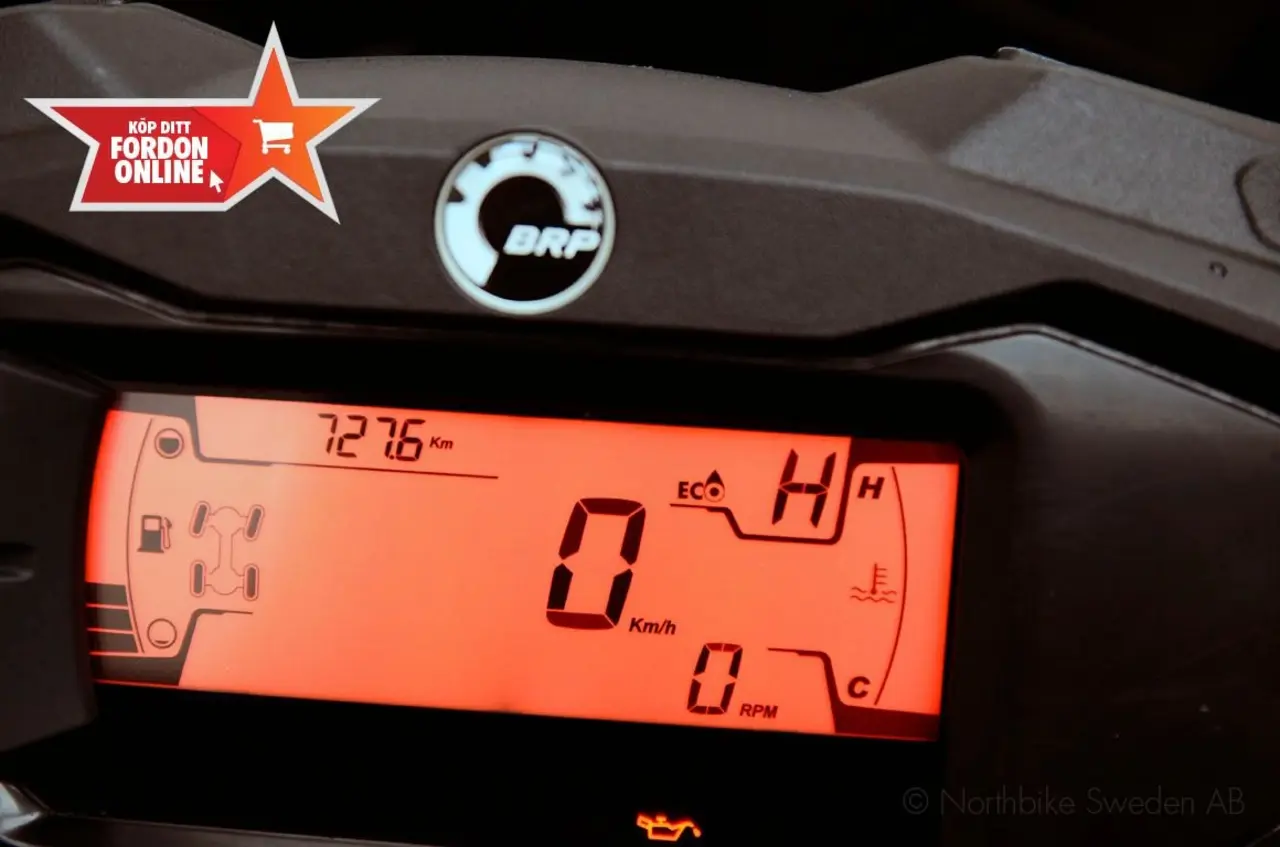 KÖP DITT
FORDON
ONLINE
BRP
727.6 Km
ECO H H
0 Km/h
0 RPM
C
© Northbike Sweden AB